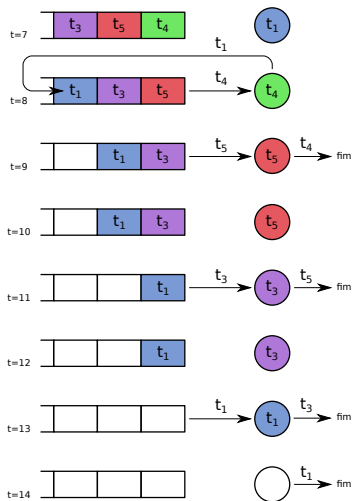 t=7 t3 t5 t4 t1
t1
t=8 t1 t3 t5 t4 t4
t=9 t1 t3 t5 t5 t4 fim
t=10 t1 t3 t5
t=11 t1 t3 t3 t5 fim
t=12 t1 t3
t=13 t1 t1 t3 fim
t=14 t1 fim